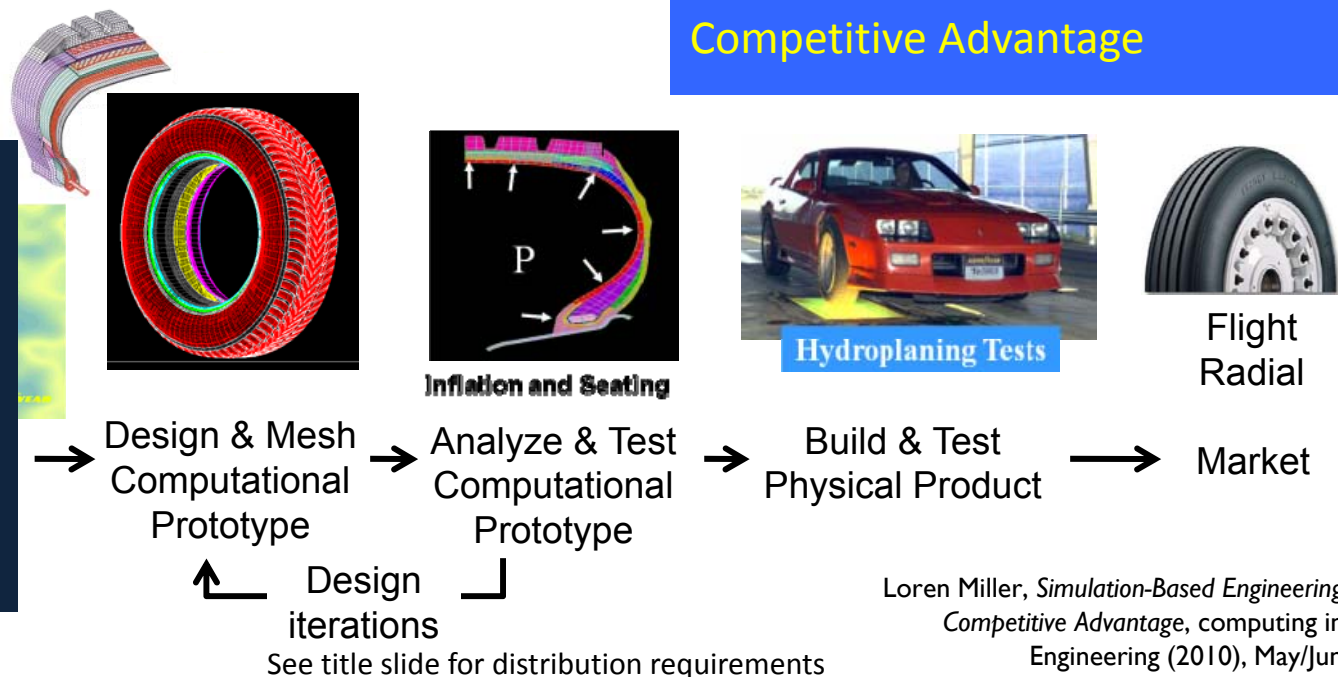 Competitive Advantage
P
Inflation and Seating
Hydroplaning Tests
Flight
Radial
Design & Mesh
Computational
Prototype
Analyze & Test
Computational
Prototype
Build & Test
Physical Product
Market
Design
iterations
Loren Miller, Simulation-Based Engineering
Competitive Advantage, computing in
Engineering (2010), May/Jun
See title slide for distribution requirements